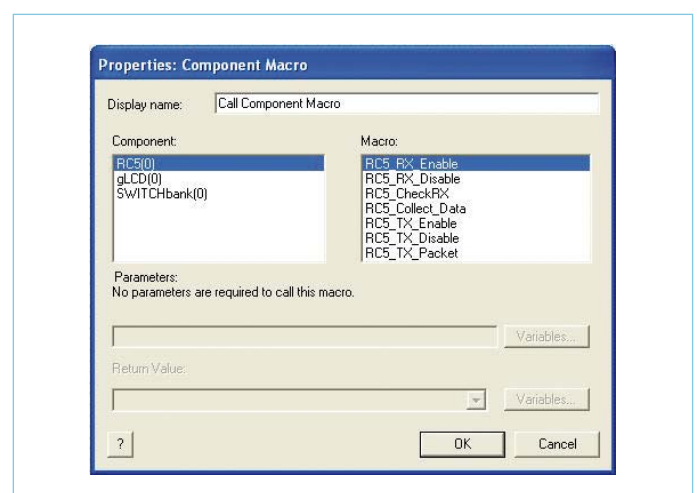 Properties: Component Macro
Display name: Call Component Macro
Component:
RC5(0)
gLCD(0)
SWITCHbank(0)
Macro:
RC5_RX_Enable
RC5_RX_Disable
RC5_CheckRX
RC5_Collect_Data
RC5_TX_Enable
RC5_TX_Disable
RC5_TX_Packet
Parameters:
No parameters are required to call this macro.
Variables...
Return Value:
Variables...
?
OK
Cancel